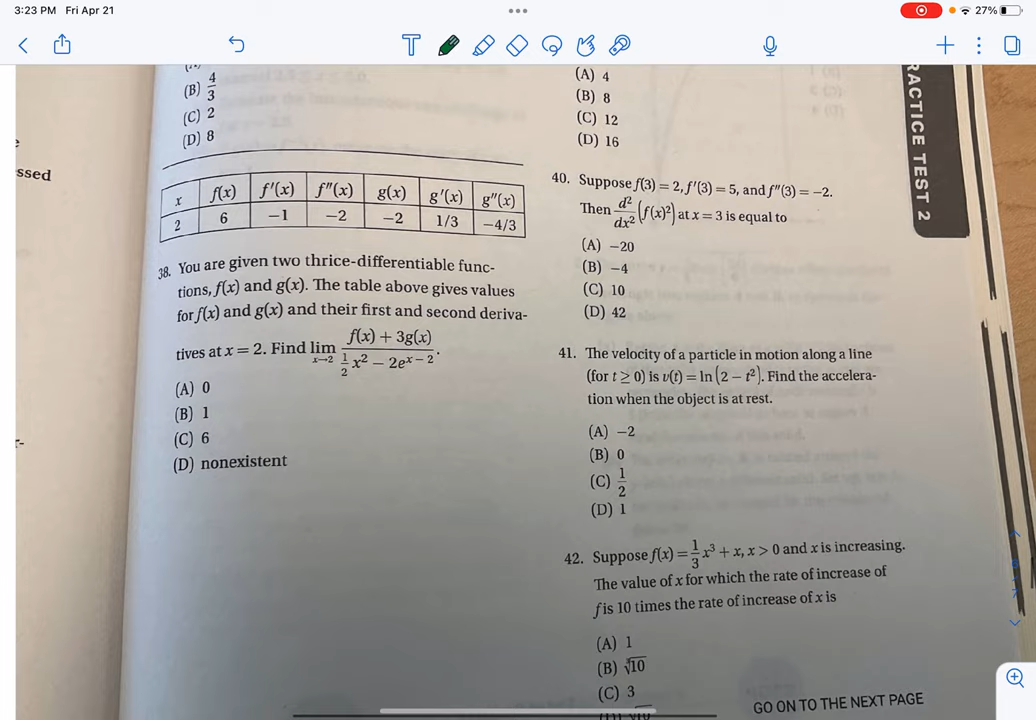 3:23 PM Fri Apr 21
27%
T
(B) 4/3
(C) 2
(D) 8
ssed
x f(x) f′(x) f″(x) g(x) g′(x) g″(x)
2 6 −1 −2 −2 1/3 −4/3
38. You are given two thrice-differentiable func-
tions, f(x) and g(x). The table above gives values
for f(x) and g(x) and their first and second deriva-
tives at x = 2. Find lim x→2 (f(x) + 3g(x))/(1/2 x² − 2eˣ⁻²).
(A) 0
(B) 1
(C) 6
(D) nonexistent
(A) 4
(B) 8
(C) 12
(D) 16
40. Suppose f(3) = 2, f′(3) = 5, and f″(3) = −2.
Then d²/dx² (f(x)²) at x = 3 is equal to
(A) −20
(B) −4
(C) 10
(D) 42
41. The velocity of a particle in motion along a line
(for t ≥ 0) is v(t) = ln(2 − t²). Find the accelera-
tion when the object is at rest.
(A) −2
(B) 0
(C) 1/2
(D) 1
42. Suppose f(x) = 1/3 x³ + x, x > 0 and x is increasing.
The value of x for which the rate of increase of
f is 10 times the rate of increase of x is
(A) 1
(B) ∛10
(C) 3
GO ON TO THE NEXT PAGE
RACTICE TEST 2